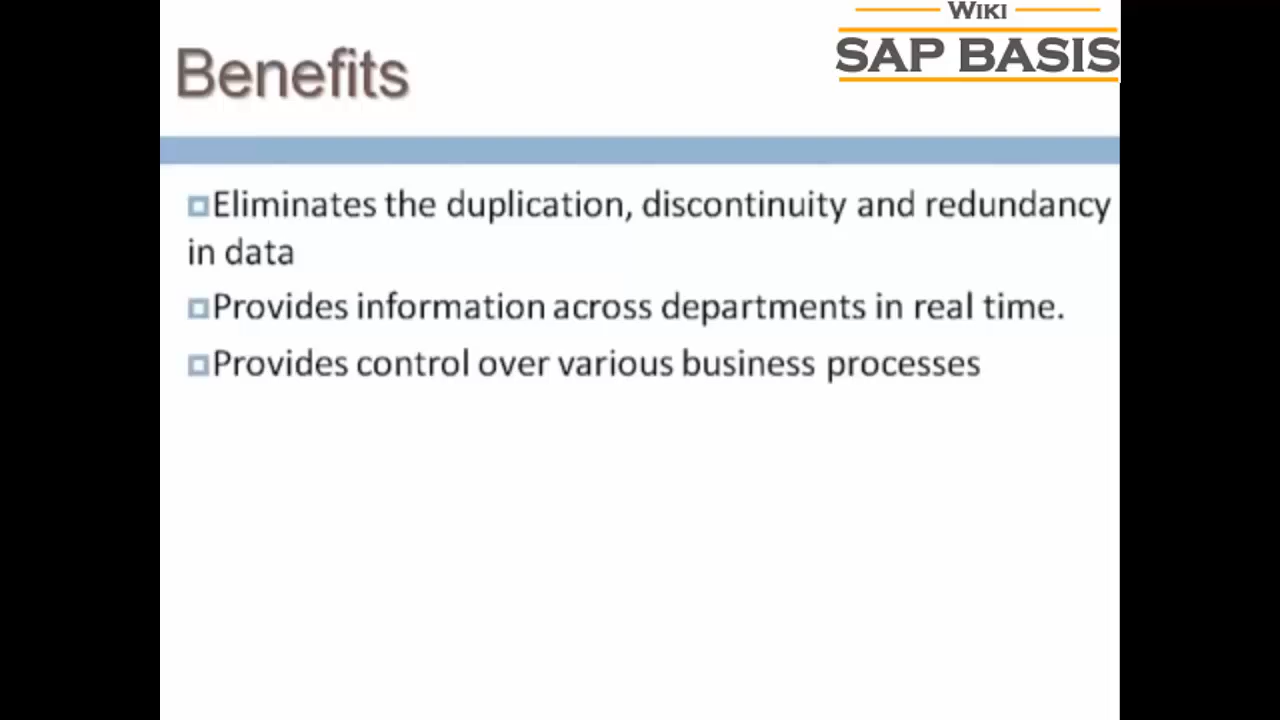 Wiki
SAP BASIS
Benefits
Eliminates the duplication, discontinuity and redundancy
in data
Provides information across departments in real time.
Provides control over various business processes